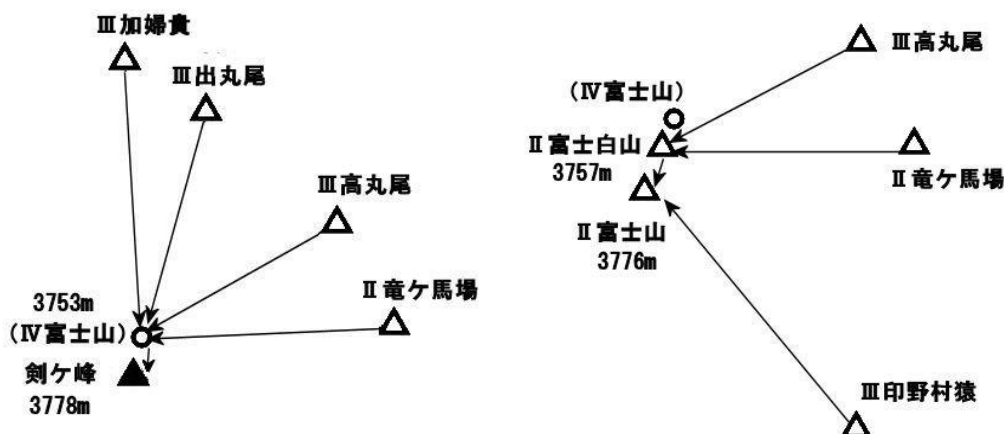 Ⅲ加婦貴
Ⅲ出丸尾
Ⅲ高丸尾
Ⅱ竜ケ馬場
3753m
(Ⅳ富士山)
剣ケ峰
3778m
Ⅲ高丸尾
(Ⅳ富士山)
Ⅱ富士白山
3757m
Ⅱ竜ケ馬場
Ⅱ富士山
3776m
Ⅲ印野村猿